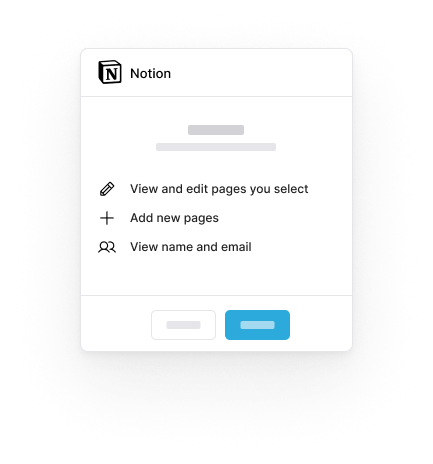 Notion
View and edit pages you select
Add new pages
View name and email